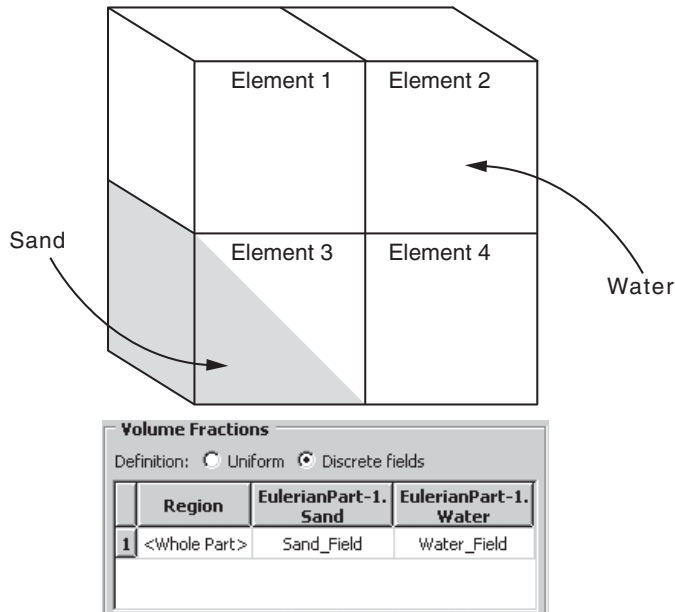 Element 1
Element 2
Sand
Element 3
Element 4
Water
Volume Fractions
Definition: Uniform Discrete fields
Region
EulerianPart-1. Sand
EulerianPart-1. Water
1 <Whole Part> Sand_Field Water_Field